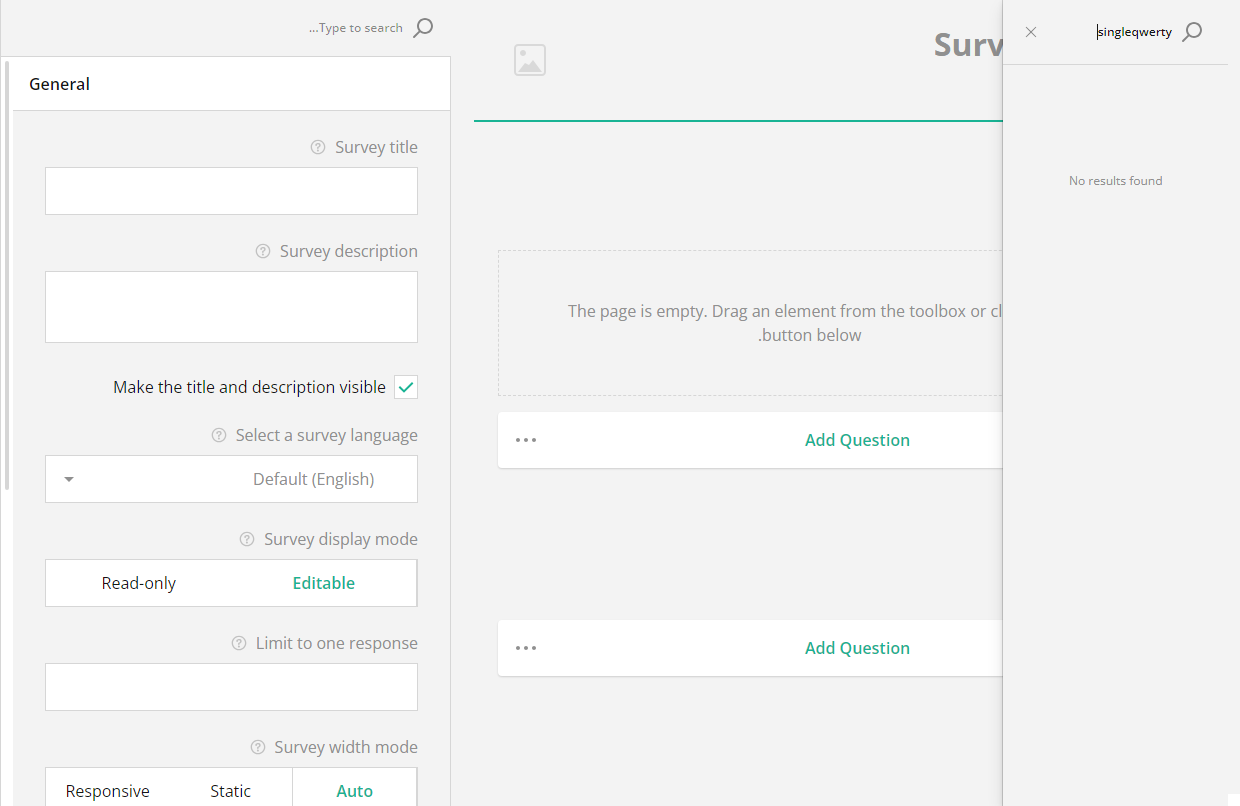 ...Type to search
General
Survey title
Survey description
Make the title and description visible
Select a survey language
Default (English)
Survey display mode
Read-only
Editable
Limit to one response
Survey width mode
Responsive
Static
Auto
Surv
The page is empty. Drag an element from the toolbox or cl
.button below
Add Question
Add Question
singleqwerty
No results found